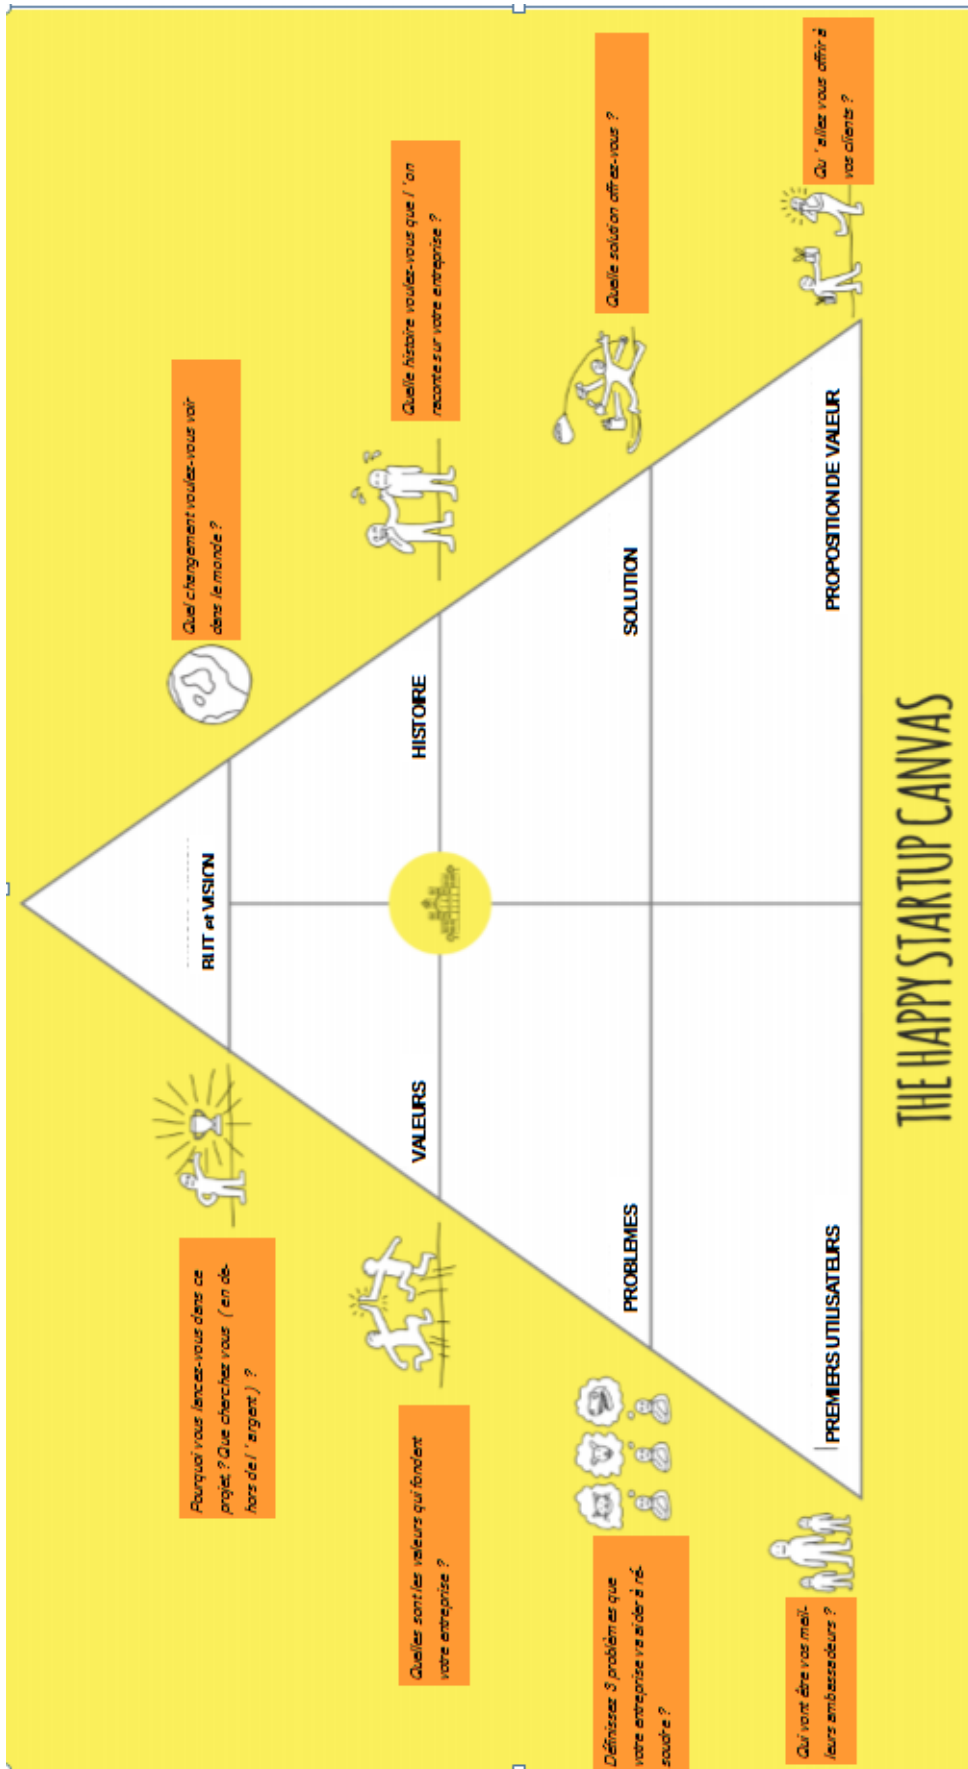 Pourquoi vous lancez-vous dans ce
projet ? Que cherchez vous ( en de-
hors de l ' argent ) ?
Quel changement voulez-vous voir
dans le monde ?
BUT et VISION
Quelles sont les valeurs qui fondent
votre entreprise ?
VALEURS
HISTOIRE
Quelle histoire voulez-vous que l ' on
raconte sur votre entreprise ?
Définissez 3 problèmes que
votre entreprise va aider à ré-
soudre ?
PROBLEMES
SOLUTION
Quelle solution offrez-vous ?
Qui vont être vos meil-
leurs ambassadeurs ?
PREMIERS UTILISATEURS
PROPOSITION DE VALEUR
Qu ' allez vous offrir à
vos clients ?
THE HAPPY STARTUP CANVAS